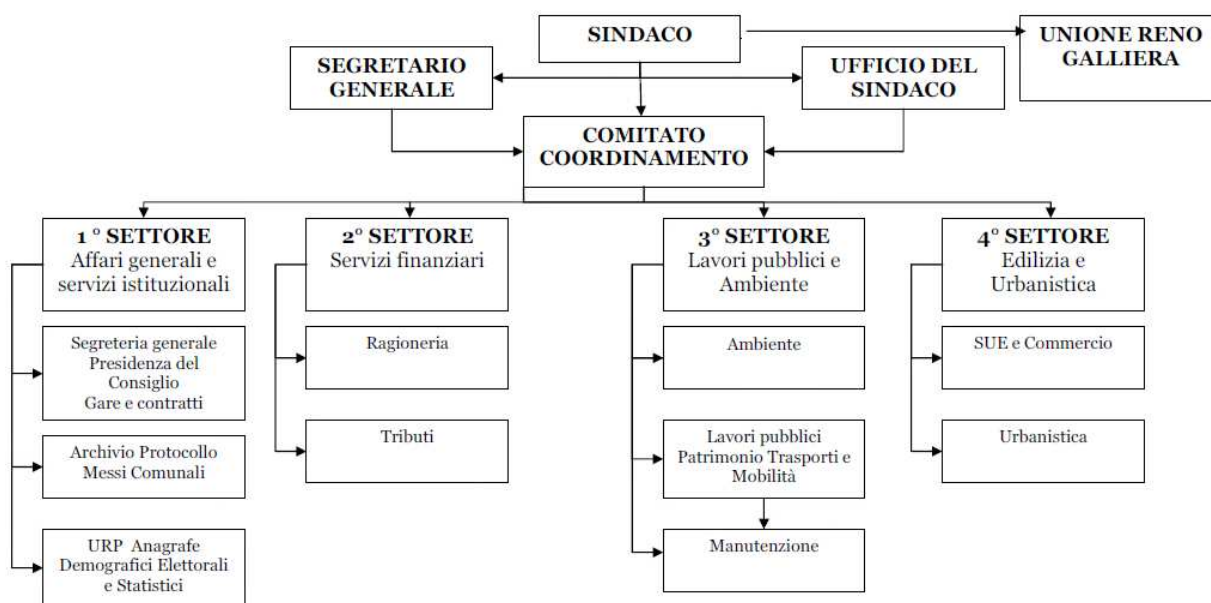 SINDACO
UNIONE RENO
GALLIERA
SEGRETARIO
GENERALE
UFFICIO DEL
SINDACO
COMITATO
COORDINAMENTO
1 ° SETTORE
Affari generali e
servizi istituzionali
2° SETTORE
Servizi finanziari
3° SETTORE
Lavori pubblici e
Ambiente
4° SETTORE
Edilizia e
Urbanistica
Segreteria generale
Presidenza del
Consiglio
Gare e contratti
Ragioneria
Ambiente
SUE e Commercio
Archivio Protocollo
Messi Comunali
Tributi
Lavori pubblici
Patrimonio Trasporti e
Mobilità
Urbanistica
URP Anagrafe
Demografici Elettorali
e Statistici
Manutenzione